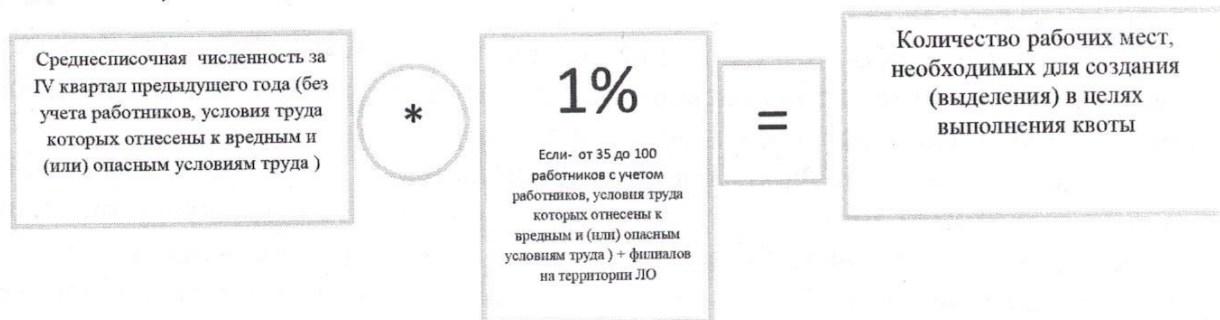 Среднесписочная численность за
IV квартал предыдущего года (без
учета работников, условия труда
которых отнесены к вредным и
(или) опасным условиям труда )
*
1%
Если- от 35 до 100
работников с учетом
работников, условия труда
которых отнесены к
вредным и (или) опасным
условиям труда ) + филиалов
на территории ЛО
=
Количество рабочих мест,
необходимых для создания
(выделения) в целях
выполнения квоты